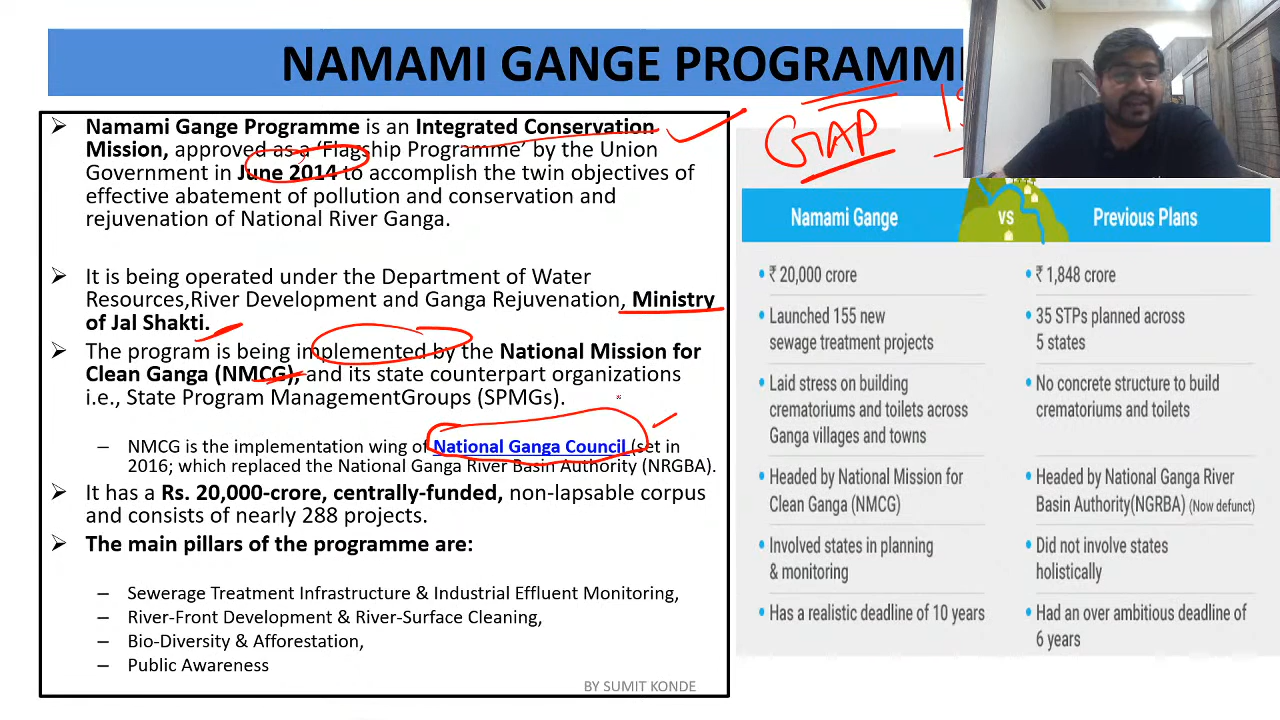 NAMAMI GANGE PROGRAMM
Namami Gange Programme is an Integrated Conservation
Mission, approved as a 'Flagship Programme' by the Union
Government in June 2014 to accomplish the twin objectives of
effective abatement of pollution and conservation and
rejuvenation of National River Ganga.
It is being operated under the Department of Water
Resources,River Development and Ganga Rejuvenation, Ministry
of Jal Shakti.
The program is being implemented by the National Mission for
Clean Ganga (NMCG), and its state counterpart organizations
i.e., State Program ManagementGroups (SPMGs).
– NMCG is the implementation wing of National Ganga Council (set in
2016; which replaced the National Ganga River Basin Authority (NRGBA).
It has a Rs. 20,000-crore, centrally-funded, non-lapsable corpus
and consists of nearly 288 projects.
The main pillars of the programme are:
– Sewerage Treatment Infrastructure & Industrial Effluent Monitoring,
– River-Front Development & River-Surface Cleaning,
– Bio-Diversity & Afforestation,
– Public Awareness
BY SUMIT KONDE
GAP
Namami Gange vs Previous Plans
• ₹ 20,000 crore
• ₹ 1,848 crore
• Launched 155 new
sewage treatment projects
• 35 STPs planned across
5 states
• Laid stress on building
crematoriums and toilets across
Ganga villages and towns
• No concrete structure to build
crematoriums and toilets
• Headed by National Mission for
Clean Ganga (NMCG)
• Headed by National Ganga River
Basin Authority(NGRBA) (Now defunct)
• Involved states in planning
& monitoring
• Did not involve states
holistically
• Has a realistic deadline of 10 years
• Had an over ambitious deadline of
6 years